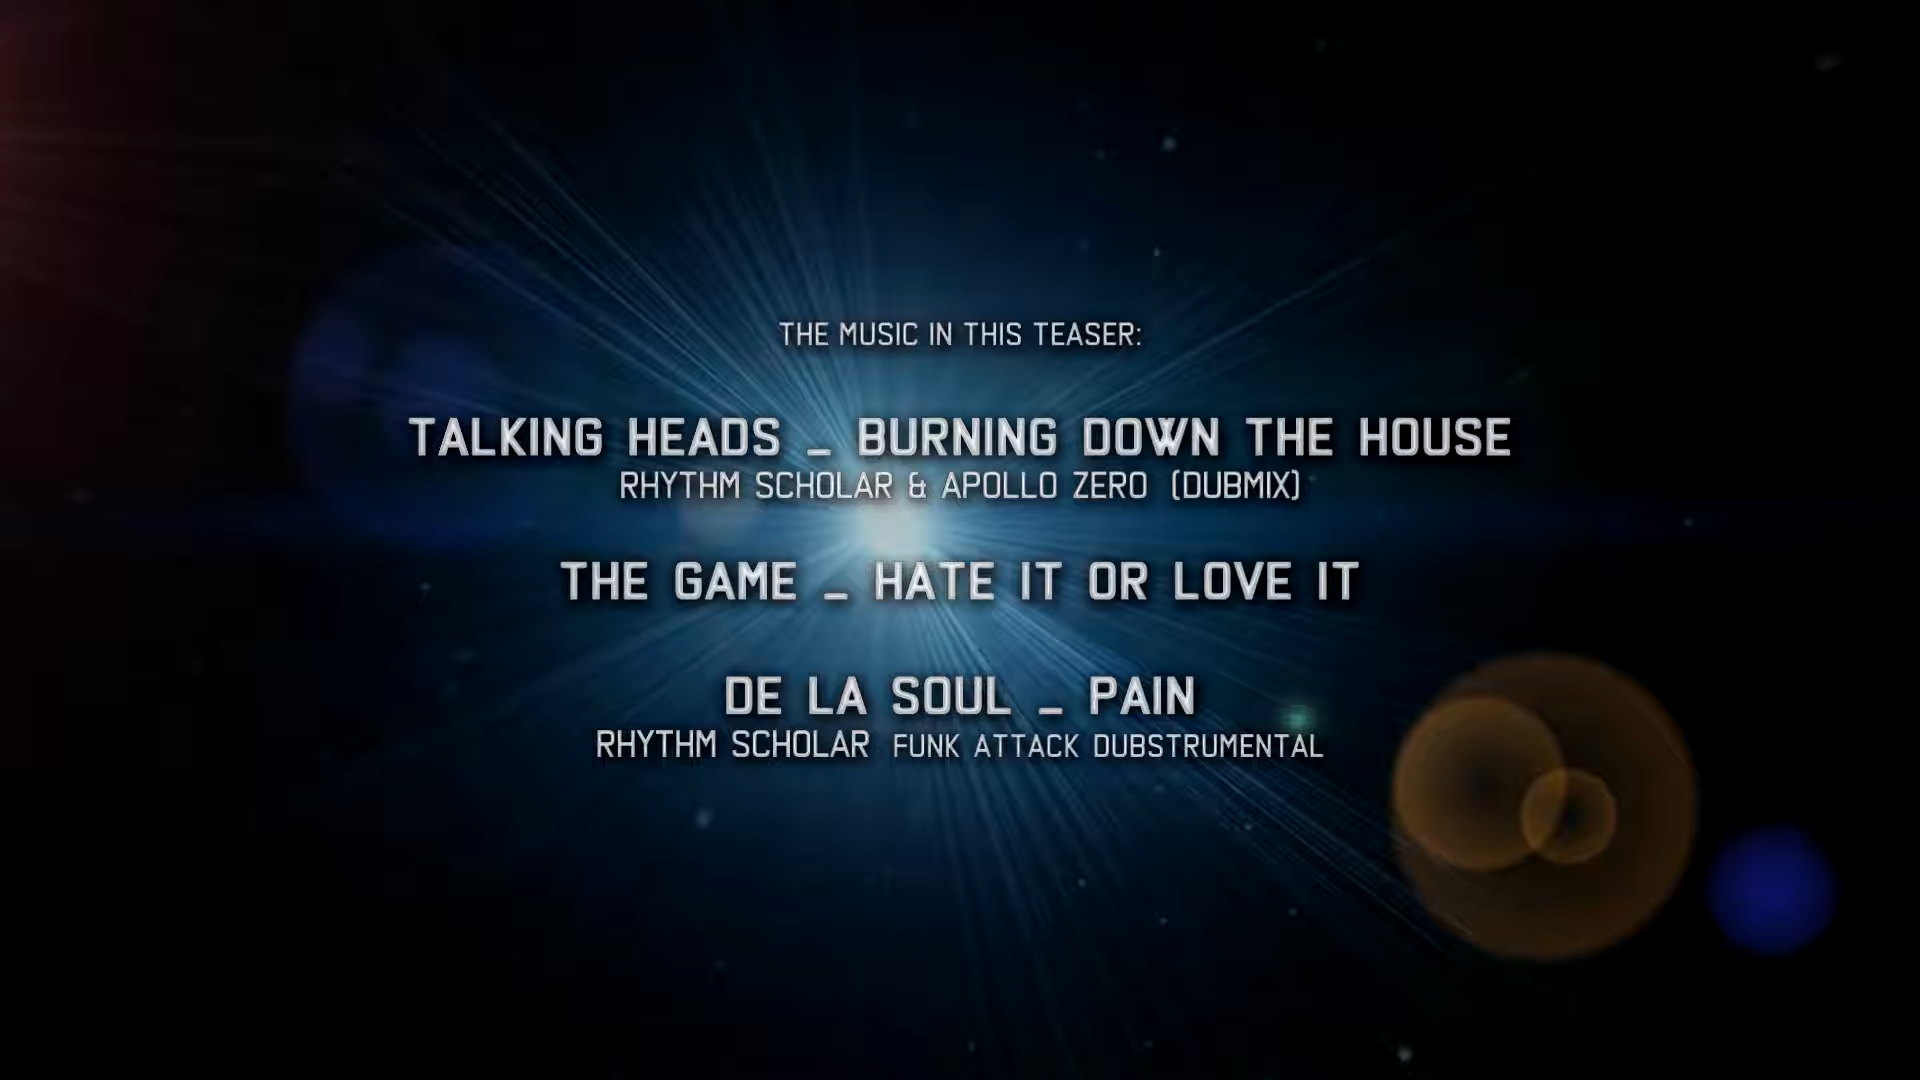 THE MUSIC IN THIS TEASER:
TALKING HEADS _ BURNING DOWN THE HOUSE
RHYTHM SCHOLAR & APOLLO ZERO (DUBMIX)
THE GAME _ HATE IT OR LOVE IT
DE LA SOUL _ PAIN
RHYTHM SCHOLAR FUNK ATTACK DUBSTRUMENTAL